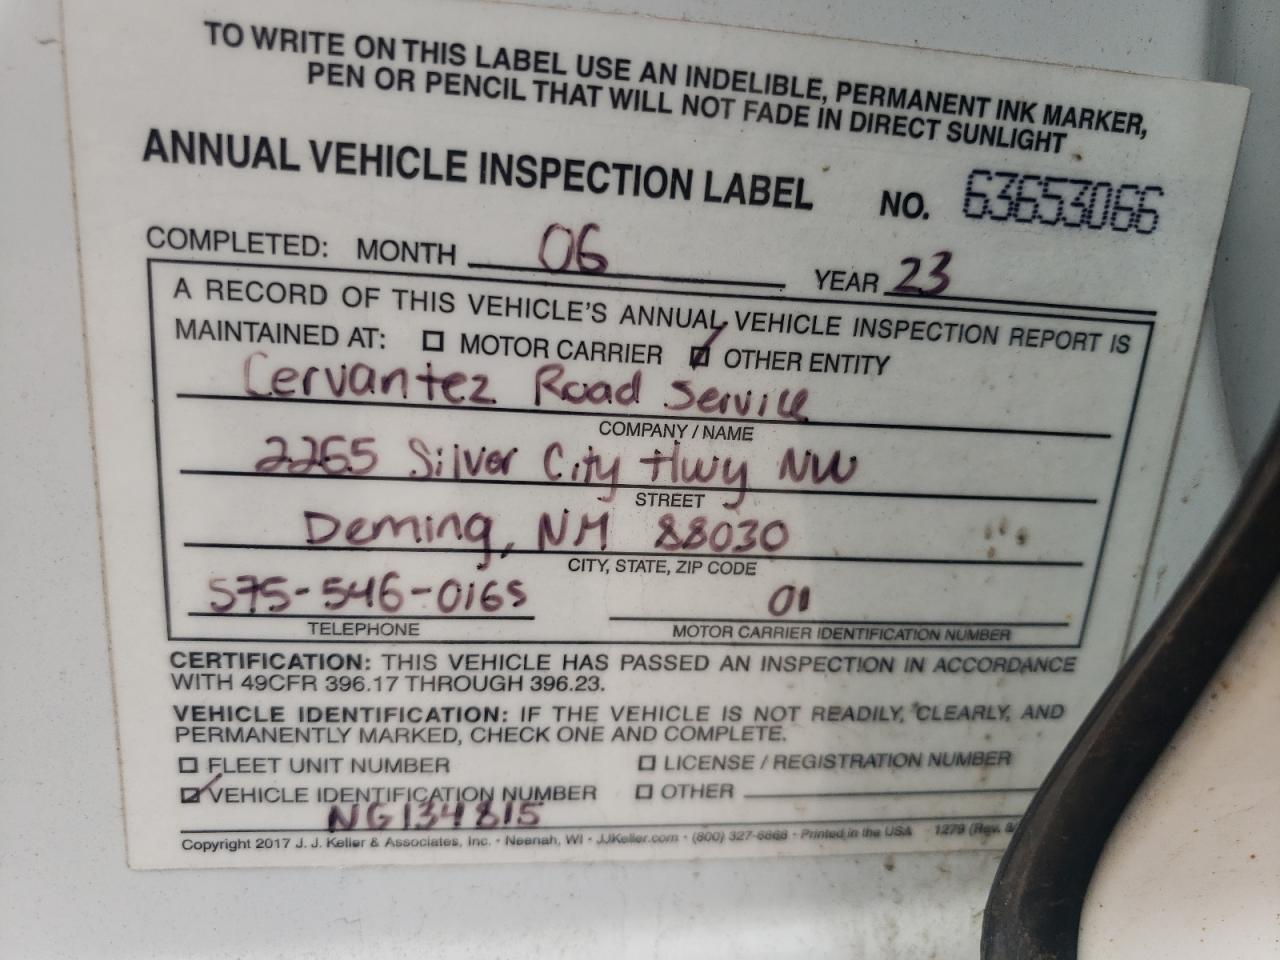 TO WRITE ON THIS LABEL USE AN INDELIBLE, PERMANENT INK MARKER,
PEN OR PENCIL THAT WILL NOT FADE IN DIRECT SUNLIGHT
ANNUAL VEHICLE INSPECTION LABEL NO. 63653066
COMPLETED: MONTH 06 YEAR 23
A RECORD OF THIS VEHICLE'S ANNUAL VEHICLE INSPECTION REPORT IS
MAINTAINED AT: ☐ MOTOR CARRIER ☑ OTHER ENTITY
Cervantez Road Service
COMPANY / NAME
2265 Silver City Hwy NW
STREET
Deming, NM 88030
CITY, STATE, ZIP CODE
575-546-0165 01
TELEPHONE MOTOR CARRIER IDENTIFICATION NUMBER
CERTIFICATION: THIS VEHICLE HAS PASSED AN INSPECTION IN ACCORDANCE
WITH 49CFR 396.17 THROUGH 396.23.
VEHICLE IDENTIFICATION: IF THE VEHICLE IS NOT READILY, CLEARLY, AND
PERMANENTLY MARKED, CHECK ONE AND COMPLETE.
☐ FLEET UNIT NUMBER ☐ LICENSE / REGISTRATION NUMBER
☑ VEHICLE IDENTIFICATION NUMBER ☐ OTHER
NG134815
Copyright 2017 J. J. Keller & Associates, Inc. • Neenah, WI • JJKeller.com • (800) 327-6868 • Printed in the USA 1279 (Rev.